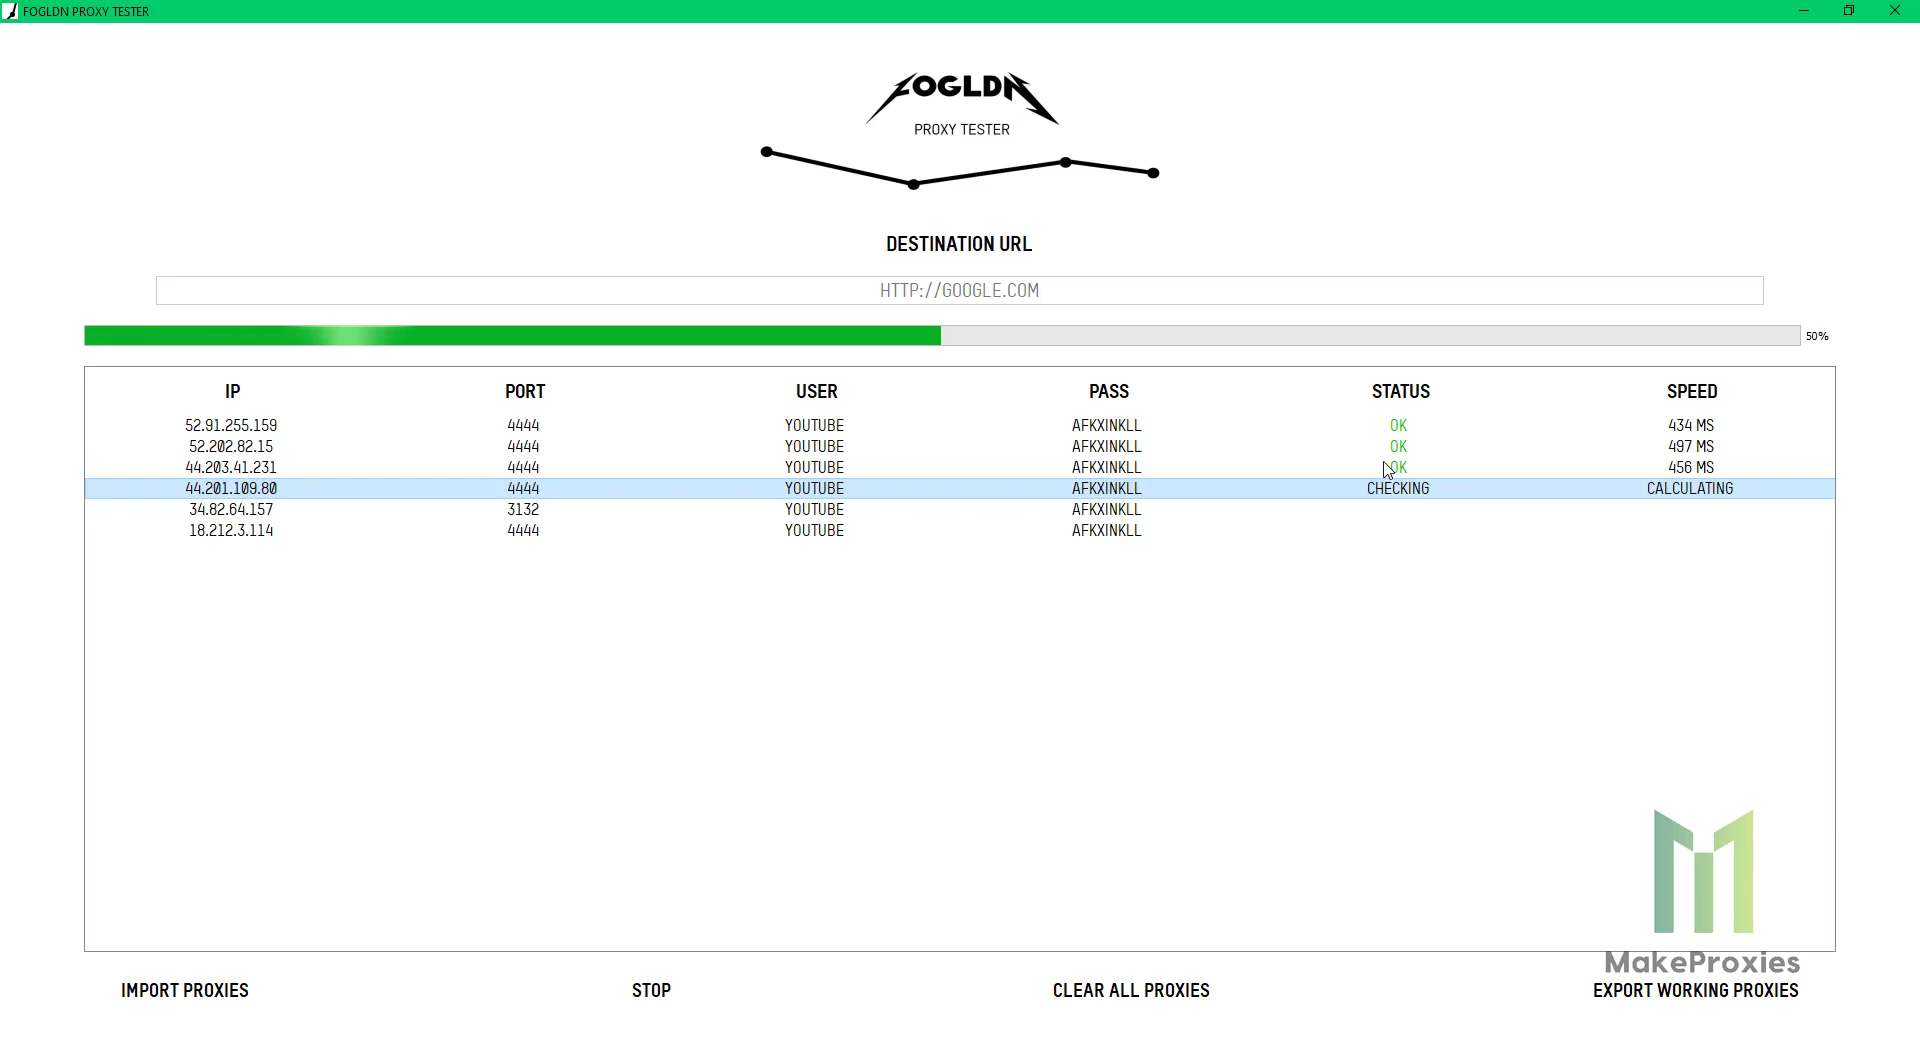 FOGLDN PROXY TESTER
FOGLDN
PROXY TESTER
DESTINATION URL
HTTP://GOOGLE.COM
50%
IP PORT USER PASS STATUS SPEED
52.91.255.159 4444 YOUTUBE AFKXINKLL OK 434 MS
52.202.82.15 4444 YOUTUBE AFKXINKLL OK 497 MS
44.203.41.231 4444 YOUTUBE AFKXINKLL OK 456 MS
44.201.109.80 4444 YOUTUBE AFKXINKLL CHECKING CALCULATING
34.82.64.157 3132 YOUTUBE AFKXINKLL
18.212.3.114 4444 YOUTUBE AFKXINKLL
MakeProxies
IMPORT PROXIES STOP CLEAR ALL PROXIES EXPORT WORKING PROXIES